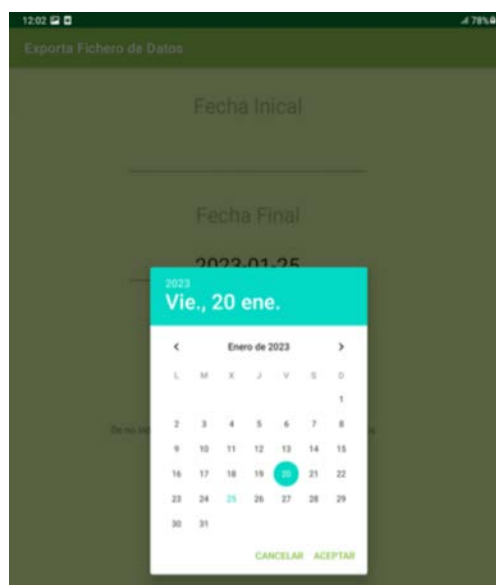 12:02 78%
Exporta Fichero de Datos
Fecha Inical
Fecha Final
2023-01-25
2023
Vie., 20 ene.
Enero de 2023
L M X J V S D
1
2 3 4 5 6 7 8
9 10 11 12 13 14 15
16 17 18 19 20 21 22
23 24 25 26 27 28 29
30 31
De no
CANCELAR ACEPTAR